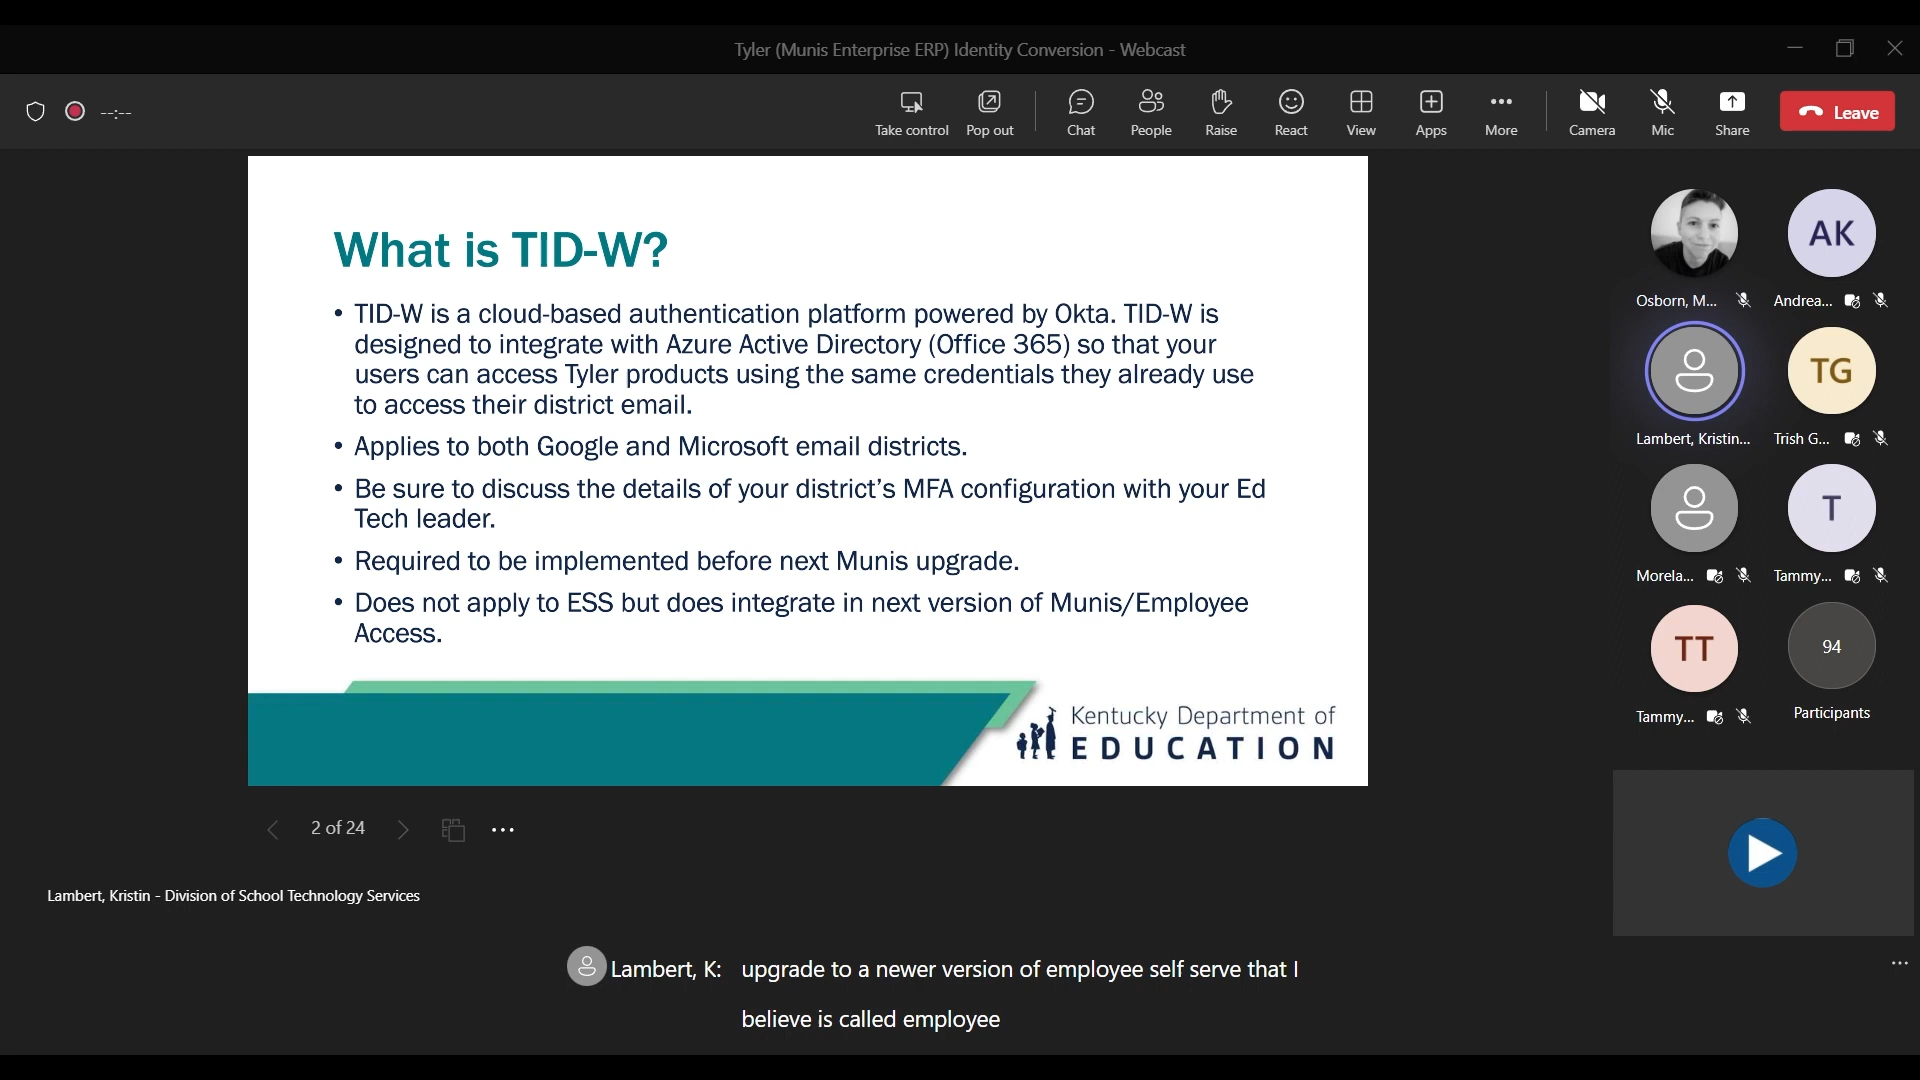 Tyler (Munis Enterprise ERP) Identity Conversion - Webcast
--:--
Take control
Pop out
Chat
People
Raise
React
View
Apps
More
Camera
Mic
Share
Leave
What is TID-W?
• TID-W is a cloud-based authentication platform powered by Okta. TID-W is
designed to integrate with Azure Active Directory (Office 365) so that your
users can access Tyler products using the same credentials they already use
to access their district email.
• Applies to both Google and Microsoft email districts.
• Be sure to discuss the details of your district's MFA configuration with your Ed
Tech leader.
• Required to be implemented before next Munis upgrade.
• Does not apply to ESS but does integrate in next version of Munis/Employee
Access.
Kentucky Department of
EDUCATION
AK
Osborn, M...
Andrea...
TG
Lambert, Kristin...
Trish G...
T
Morela...
Tammy...
TT
94
Tammy...
Participants
2 of 24
Lambert, Kristin - Division of School Technology Services
Lambert, K: upgrade to a newer version of employee self serve that I
believe is called employee